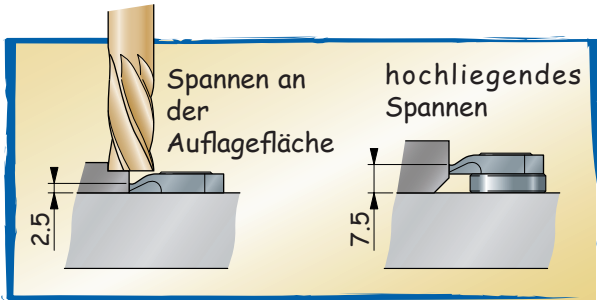 Spannen an
der
Auflagefläche
2.5
hochliegendes
Spannen
7.5